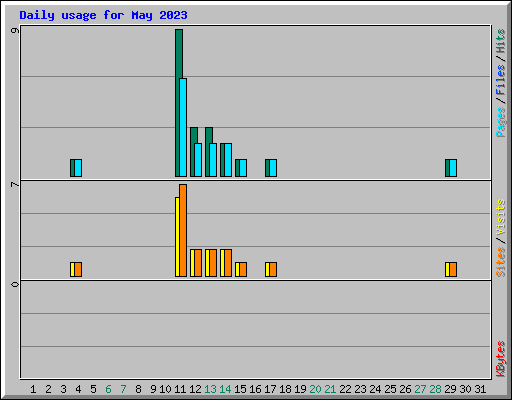 Daily usage for May 2023
9
7
0
Pages / Files / Hits
Sites / Visits
KBytes
1 2 3 4 5 6 7 8 9 10 11 12 13 14 15 16 17 18 19 20 21 22 23 24 25 26 27 28 29 30 31